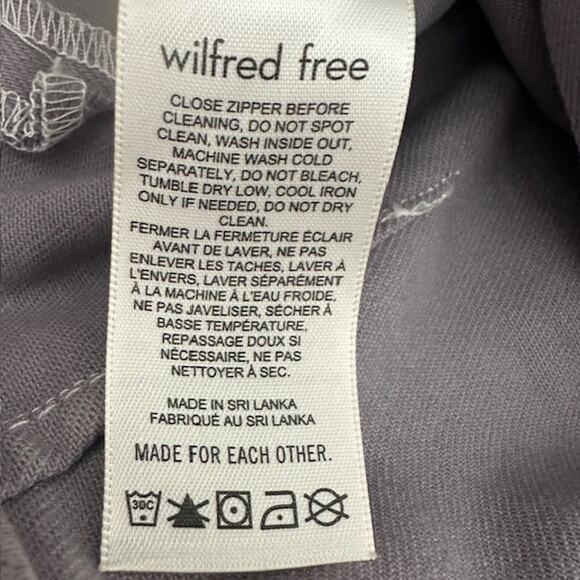 wilfred free
CLOSE ZIPPER BEFORE
CLEANING, DO NOT SPOT
CLEAN, WASH INSIDE OUT,
MACHINE WASH COLD
SEPARATELY, DO NOT BLEACH,
TUMBLE DRY LOW, COOL IRON
ONLY IF NEEDED, DO NOT DRY
CLEAN.
FERMER LA FERMETURE ÉCLAIR
AVANT DE LAVER, NE PAS
ENLEVER LES TACHES, LAVER À
L'ENVERS, LAVER SÉPARÉMENT
À LA MACHINE À L'EAU FROIDE,
NE PAS JAVELISER, SÉCHER À
BASSE TEMPÉRATURE,
REPASSAGE DOUX SI
NÉCESSAIRE, NE PAS
NETTOYER À SEC.
MADE IN SRI LANKA
FABRIQUÉ AU SRI LANKA
MADE FOR EACH OTHER.
30C